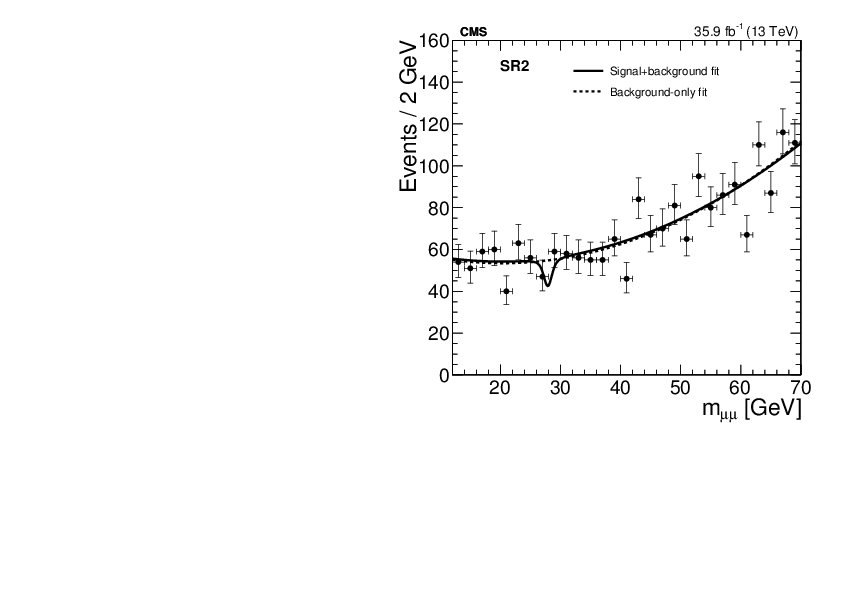 CMS 35.9 fb⁻¹ (13 TeV)
Events / 2 GeV
160
140
120
100
80
60
40
20
0
SR2
Signal+background fit
Background-only fit
20 30 40 50 60 70
mμμ [GeV]